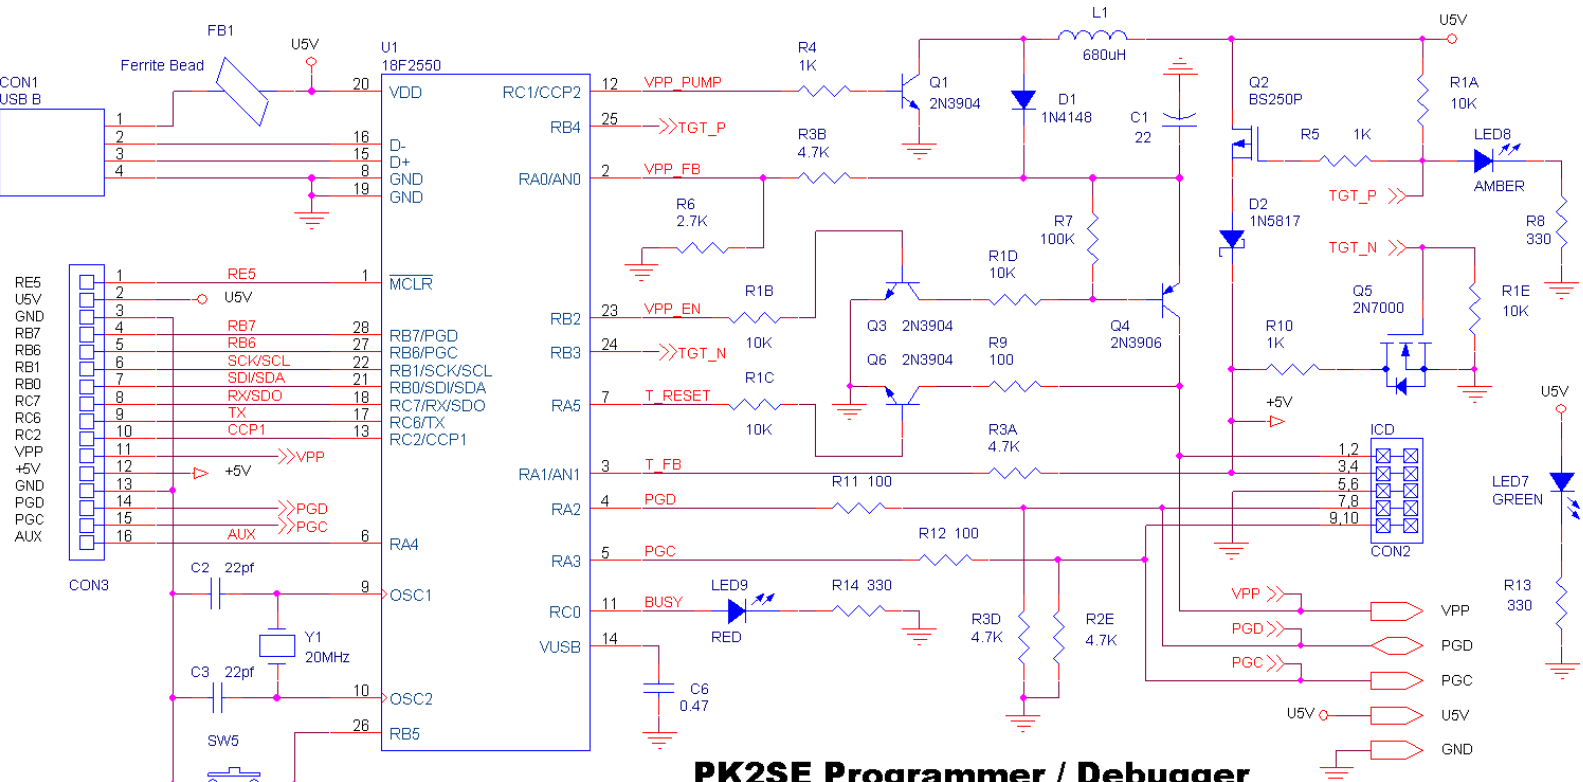 FB1
Ferrite Bead
U5V
CON1
USB B
1
2
3
4
U1
18F2550
20 VDD
16 D-
15 D+
8 GND
19 GND
1 MCLR
28 RB7/PGD
27 RB6/PGC
22 RB1/SCK/SCL
21 RB0/SDI/SDA
18 RC7/RX/SDO
17 RC6/TX
13 RC2/CCP1
6 RA4
9 OSC1
10 OSC2
26 RB5
RC1/CCP2 12 VPP_PUMP
RB4 25 TGT_P
RA0/AN0 2 VPP_FB
RB2 23 VPP_EN
RB3 24 TGT_N
RA5 7 T_RESET
RA1/AN1 3 T_FB
RA2 4 PGD
RA3 5 PGC
RC0 11 BUSY
VUSB 14
RE5 1 RE5
U5V 2 U5V
GND 3
RB7 4 RB7
RB6 5 RB6
RB1 6 SCK/SCL
RB0 7 SDI/SDA
RC7 8 RX/SDO
RC6 9 TX
RC2 10 CCP1
VPP 11 VPP
+5V 12 +5V
GND 13
PGD 14 PGD
PGC 15 PGC
AUX 16 AUX
CON3
C2 22pf
Y1
20MHz
C3 22pf
SW5
R4
1K
Q1
2N3904
L1
680uH
D1
1N4148
C1
22
R3B
4.7K
R6
2.7K
R7
100K
R1D
10K
R1B
10K
Q3 2N3904
Q6 2N3904
R1C
10K
R9
100
Q4
2N3906
R3A
4.7K
R11 100
R12 100
LED9
RED
R14 330
C6
0.47
R3D
4.7K
R2E
4.7K
U5V
Q2
BS250P
R1A
10K
R5 1K
LED8
AMBER
TGT_P
R8
330
D2
1N5817
TGT_N
Q5
2N7000
R1E
10K
R10
1K
+5V
ICD
1,2
3,4
5,6
7,8
9,10
CON2
U5V
LED7
GREEN
R13
330
VPP VPP
PGD PGD
PGC PGC
U5V U5V
GND
PK2SE Programmer / Debugger